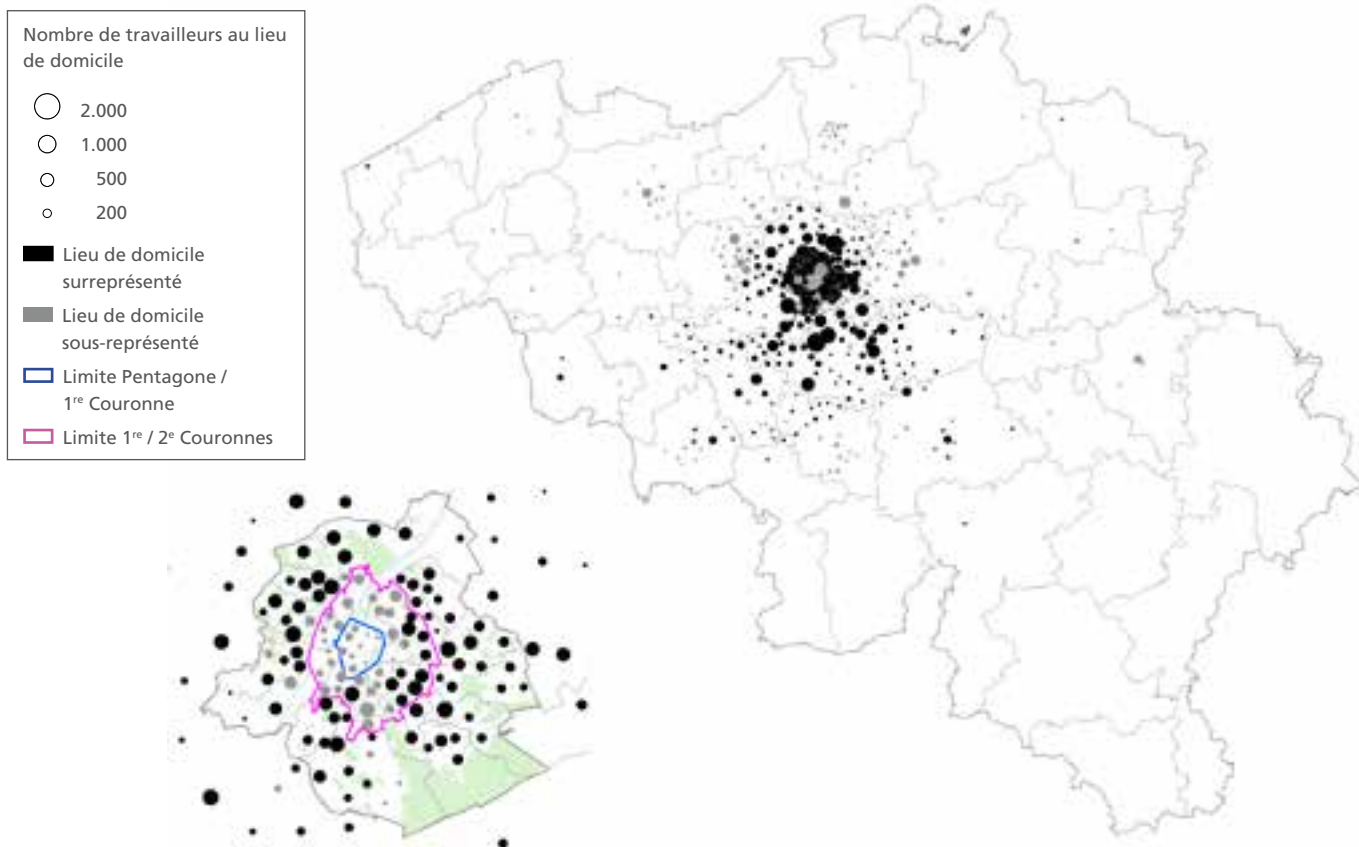 Nombre de travailleurs au lieu
de domicile
2.000
1.000
500
200
Lieu de domicile
surreprésenté
Lieu de domicile
sous-représenté
Limite Pentagone /
1re Couronne
Limite 1re / 2e Couronnes